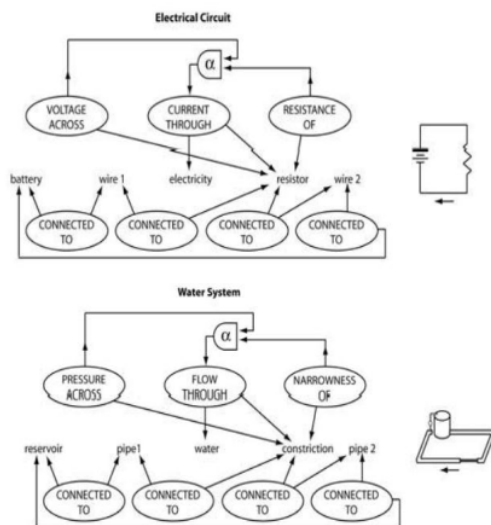 Electrical Circuit
α
VOLTAGE
ACROSS
CURRENT
THROUGH
RESISTANCE
OF
battery
wire 1
electricity
resistor
wire 2
CONNECTED
TO
CONNECTED
TO
CONNECTED
TO
CONNECTED
TO
Water System
α
PRESSURE
ACROSS
FLOW
THROUGH
NARROWNESS
OF
reservoir
pipe1
water
constriction
pipe 2
CONNECTED
TO
CONNECTED
TO
CONNECTED
TO
CONNECTED
TO